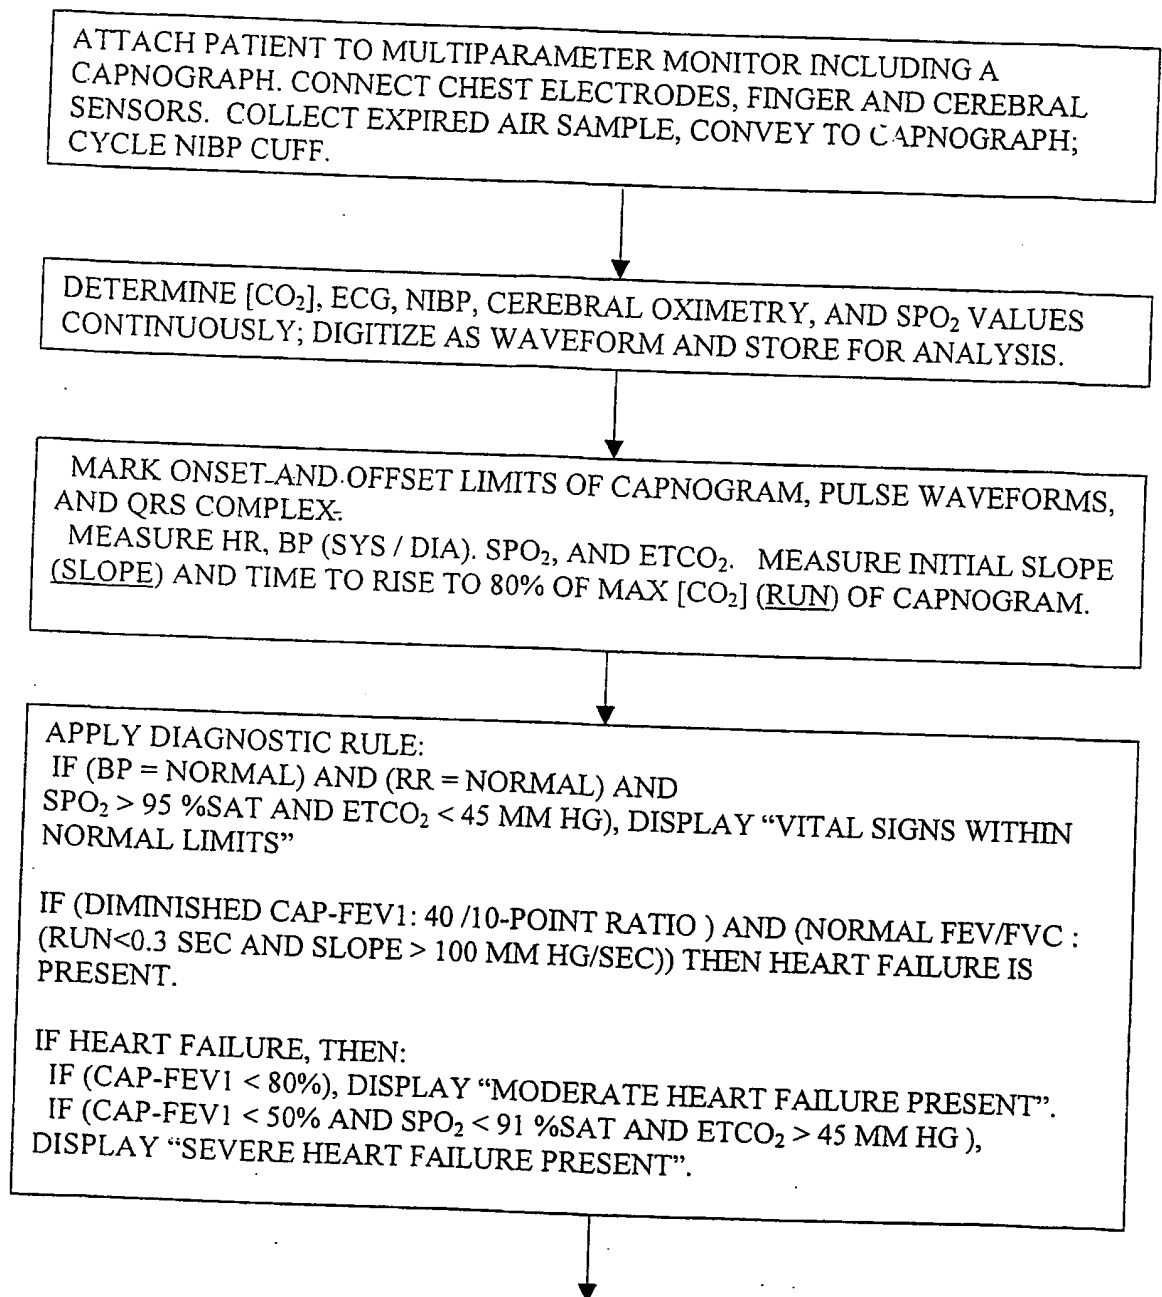 ATTACH PATIENT TO MULTIPARAMETER MONITOR INCLUDING A
CAPNOGRAPH. CONNECT CHEST ELECTRODES, FINGER AND CEREBRAL
SENSORS. COLLECT EXPIRED AIR SAMPLE, CONVEY TO CAPNOGRAPH;
CYCLE NIBP CUFF.
DETERMINE [CO₂], ECG, NIBP, CEREBRAL OXIMETRY, AND SPO₂ VALUES
CONTINUOUSLY; DIGITIZE AS WAVEFORM AND STORE FOR ANALYSIS.
MARK ONSET AND OFFSET LIMITS OF CAPNOGRAM, PULSE WAVEFORMS,
AND QRS COMPLEX.
MEASURE HR, BP (SYS / DIA). SPO₂, AND ETCO₂. MEASURE INITIAL SLOPE
(SLOPE) AND TIME TO RISE TO 80% OF MAX [CO₂] (RUN) OF CAPNOGRAM.
APPLY DIAGNOSTIC RULE:
IF (BP = NORMAL) AND (RR = NORMAL) AND
SPO₂ > 95 %SAT AND ETCO₂ < 45 MM HG), DISPLAY “VITAL SIGNS WITHIN
NORMAL LIMITS”
IF (DIMINISHED CAP-FEV1: 40 /10-POINT RATIO ) AND (NORMAL FEV/FVC :
(RUN<0.3 SEC AND SLOPE > 100 MM HG/SEC)) THEN HEART FAILURE IS
PRESENT.
IF HEART FAILURE, THEN:
IF (CAP-FEV1 < 80%), DISPLAY “MODERATE HEART FAILURE PRESENT”.
IF (CAP-FEV1 < 50% AND SPO₂ < 91 %SAT AND ETCO₂ > 45 MM HG ),
DISPLAY “SEVERE HEART FAILURE PRESENT”.